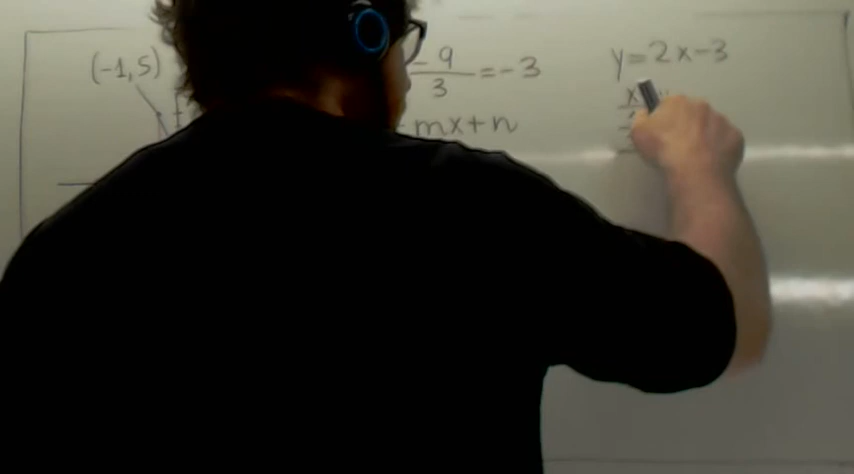 (-1,5)
-9/3 = -3
mx+n
y=2x-3
x